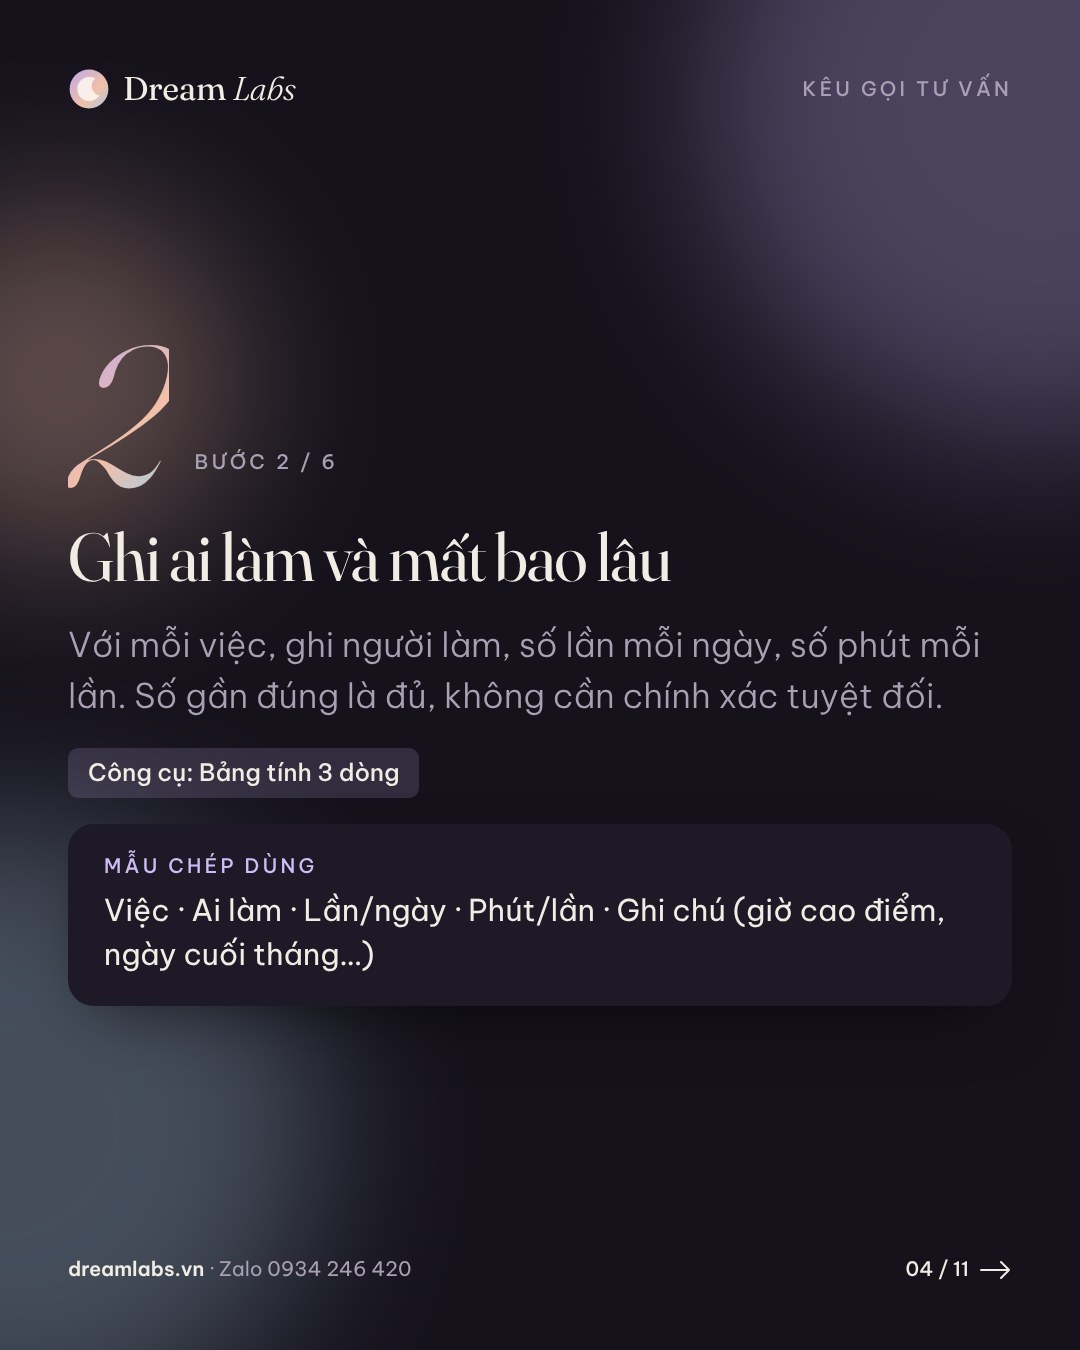 Dream Labs
KÊU GỌI TƯ VẤN
2
BƯỚC 2 / 6
Ghi ai làm và mất bao lâu
Với mỗi việc, ghi người làm, số lần mỗi ngày, số phút mỗi
lần. Số gần đúng là đủ, không cần chính xác tuyệt đối.
Công cụ: Bảng tính 3 dòng
MẪU CHÉP DÙNG
Việc · Ai làm · Lần/ngày · Phút/lần · Ghi chú (giờ cao điểm,
ngày cuối tháng...)
dreamlabs.vn · Zalo 0934 246 420
04 / 11 →